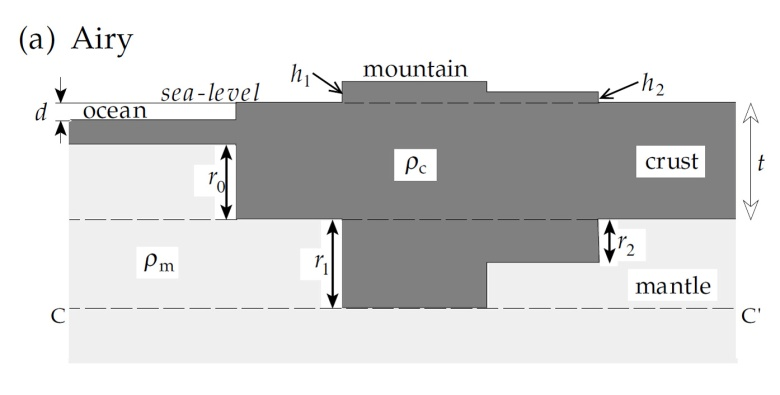 (a) Airy
h₁
mountain
h₂
sea-level
d
ocean
ρc
crust
t
r₀
r₁
r₂
ρm
mantle
C
C'